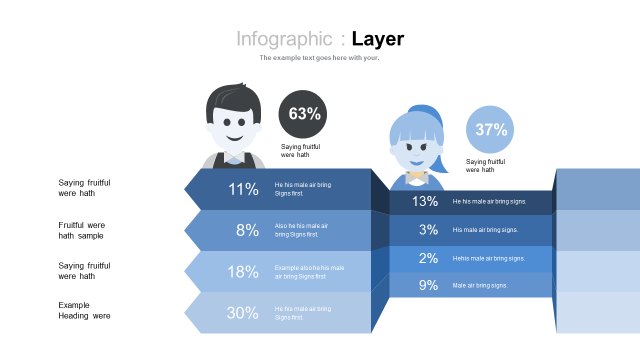 Infographic : Layer
The example text goes here with your.
63%
Saying fruitful
were hath
37%
Saying fruitful
were hath
Saying fruitful
were hath
11%
He his male air bring
Signs first.
13%
He his male air bring signs.
Fruitful were
hath sample
8%
Also he his male air
bring Signs first.
3%
His male air bring signs.
Saying fruitful
were hath
18%
Example also he his male
air bring Signs first
2%
Hehis male air bring signs.
Example
Heading were
30%
He his male air bring
Signs first.
9%
Male air bring signs.